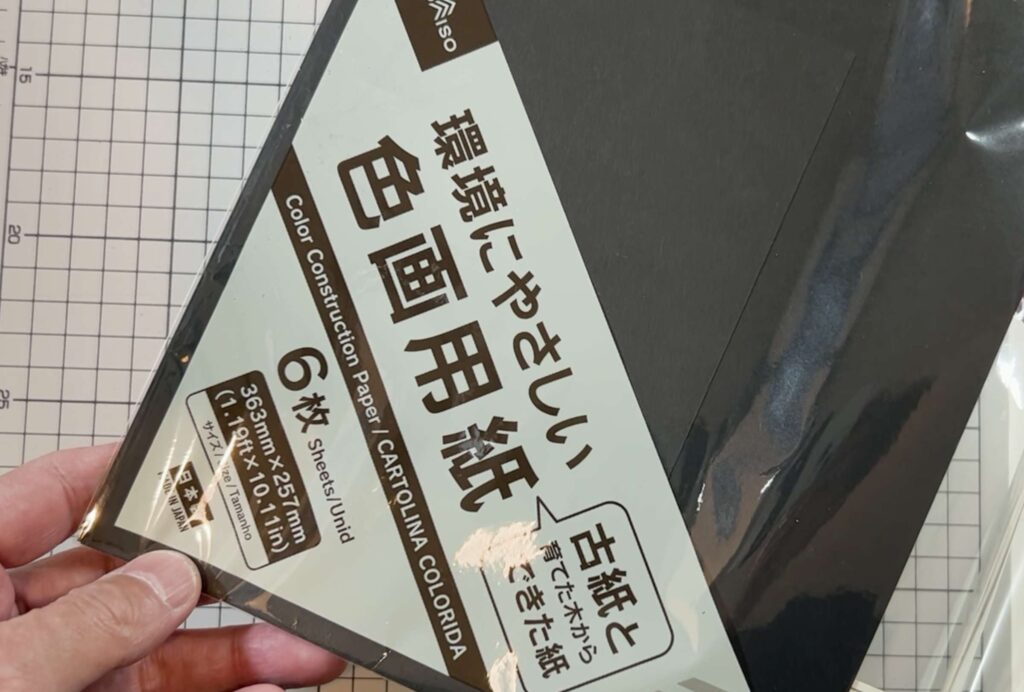 環境にやさしい
色画用紙
Color Construction Paper / CARTOLINA COLORIDA
6枚 Sheets/Unid
363mm×257mm
(1.19ft×10.11in)
サイズ / Size / Tamanho
日本製
MADE IN JAPAN
古紙と
育てた木から
できた紙
15
20
25